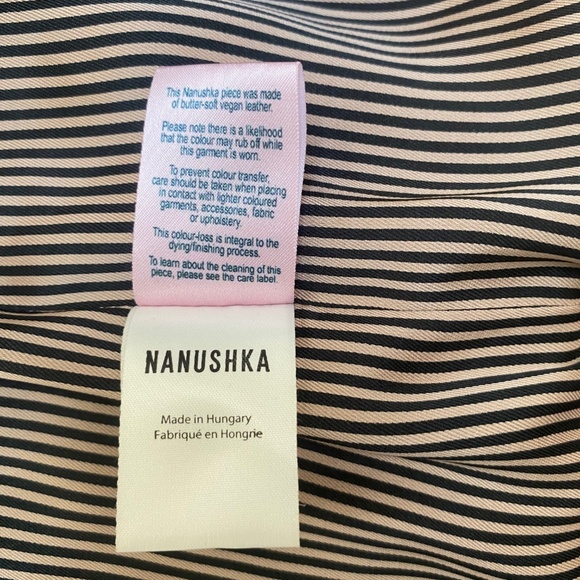 This Nanushka piece was made
of butter-soft vegan leather.
Please note there is a likelihood
that the colour may rub off while
this garment is worn.
To prevent colour transfer,
care should be taken when placing
in contact with lighter coloured
garments, accessories, fabric
or upholstery.
This colour-loss is integral to the
dying/finishing process.
To learn about the cleaning of this
piece, please see the care label.
NANUSHKA
Made in Hungary
Fabriqué en Hongrie